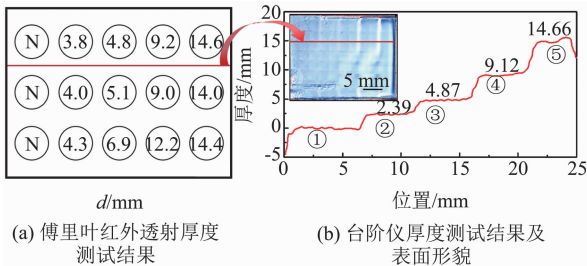 N 3.8 4.8 9.2 14.6
N 4.0 5.1 9.0 14.0
N 4.3 6.9 12.2 14.4
d/mm
(a) 傅里叶红外透射厚度
测试结果
厚度/mm
20
15
10
5
0
-5
5 mm
14.66
9.12
4.87
2.39
① ② ③ ④ ⑤
0 5 10 15 20 25
位置/mm
(b) 台阶仪厚度测试结果及
表面形貌